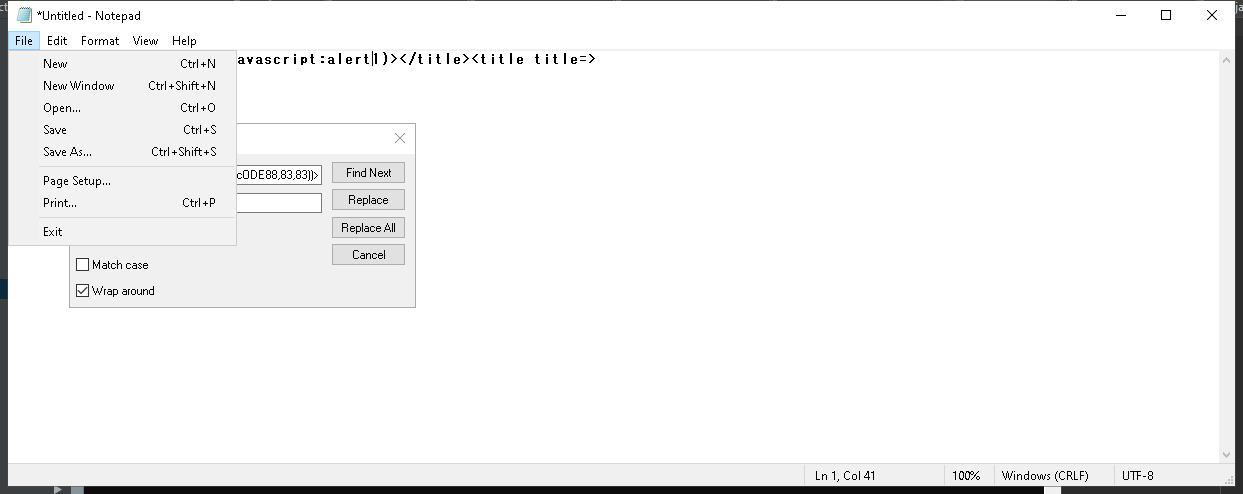 *Untitled - Notepad
File Edit Format View Help
avascript:alert1)></title><title title=>
New Ctrl+N
New Window Ctrl+Shift+N
Open... Ctrl+O
Save Ctrl+S
Save As... Ctrl+Shift+S
Page Setup...
Print... Ctrl+P
Exit
cODE88,83,83))>
Find Next
Replace
Replace All
Cancel
Match case
Wrap around
Ln 1, Col 41 100% Windows (CRLF) UTF-8